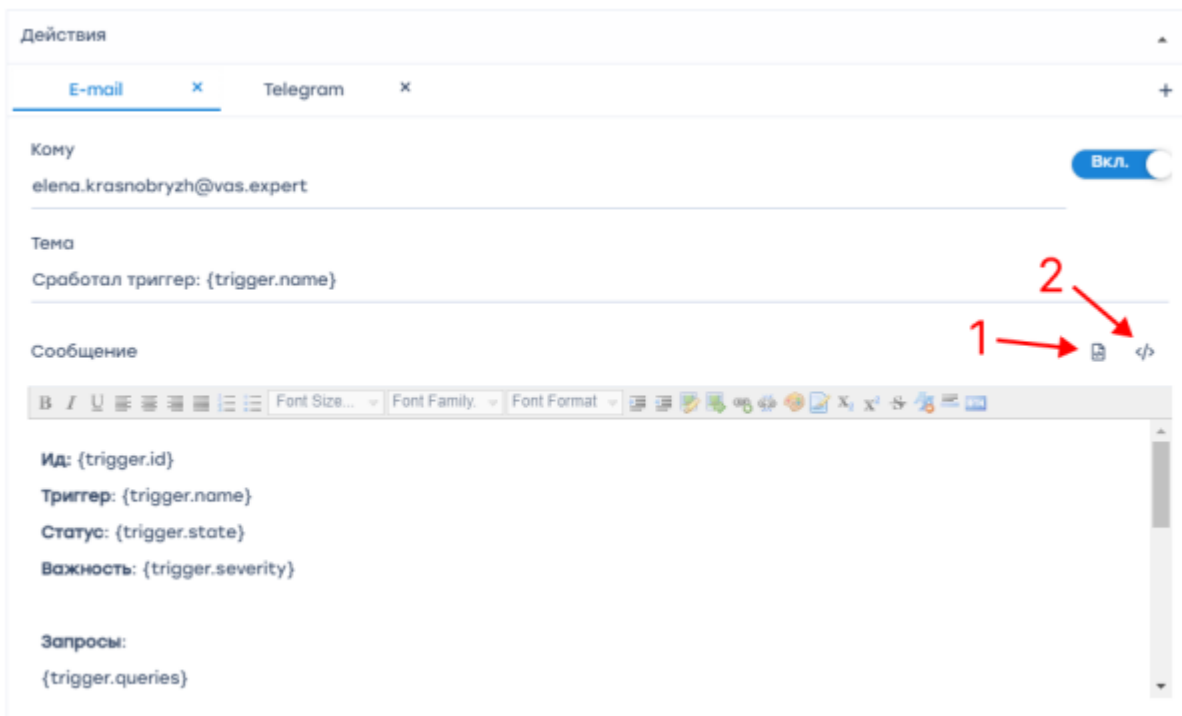 Действия
E-mail × Telegram × +
Кому
Вкл.
elena.krasnobryzh@vas.expert
Тема
Сработал триггер: {trigger.name}
2
1
Сообщение </>
B I U Font Size... Font Family. Font Format X₂ X² S
Ид: {trigger.id}
Триггер: {trigger.name}
Статус: {trigger.state}
Важность: {trigger.severity}
Запросы:
{trigger.queries}